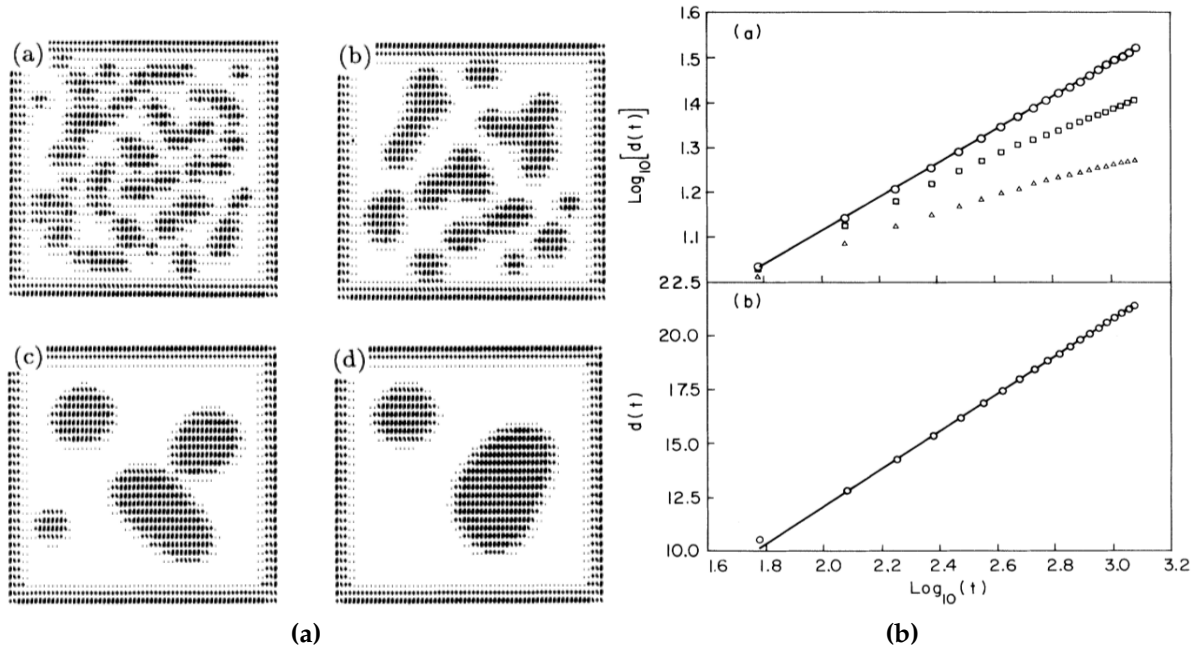 (a)
(b)
(c)
(d)
(a)
1.6
(a)
1.5
1.4
Log10[d(t)]
1.3
1.2
1.1
22.5
(b)
20.0
17.5
d(t)
15.0
12.5
10.0
1.6 1.8 2.0 2.2 2.4 2.6 2.8 3.0 3.2
Log10(t)
(b)